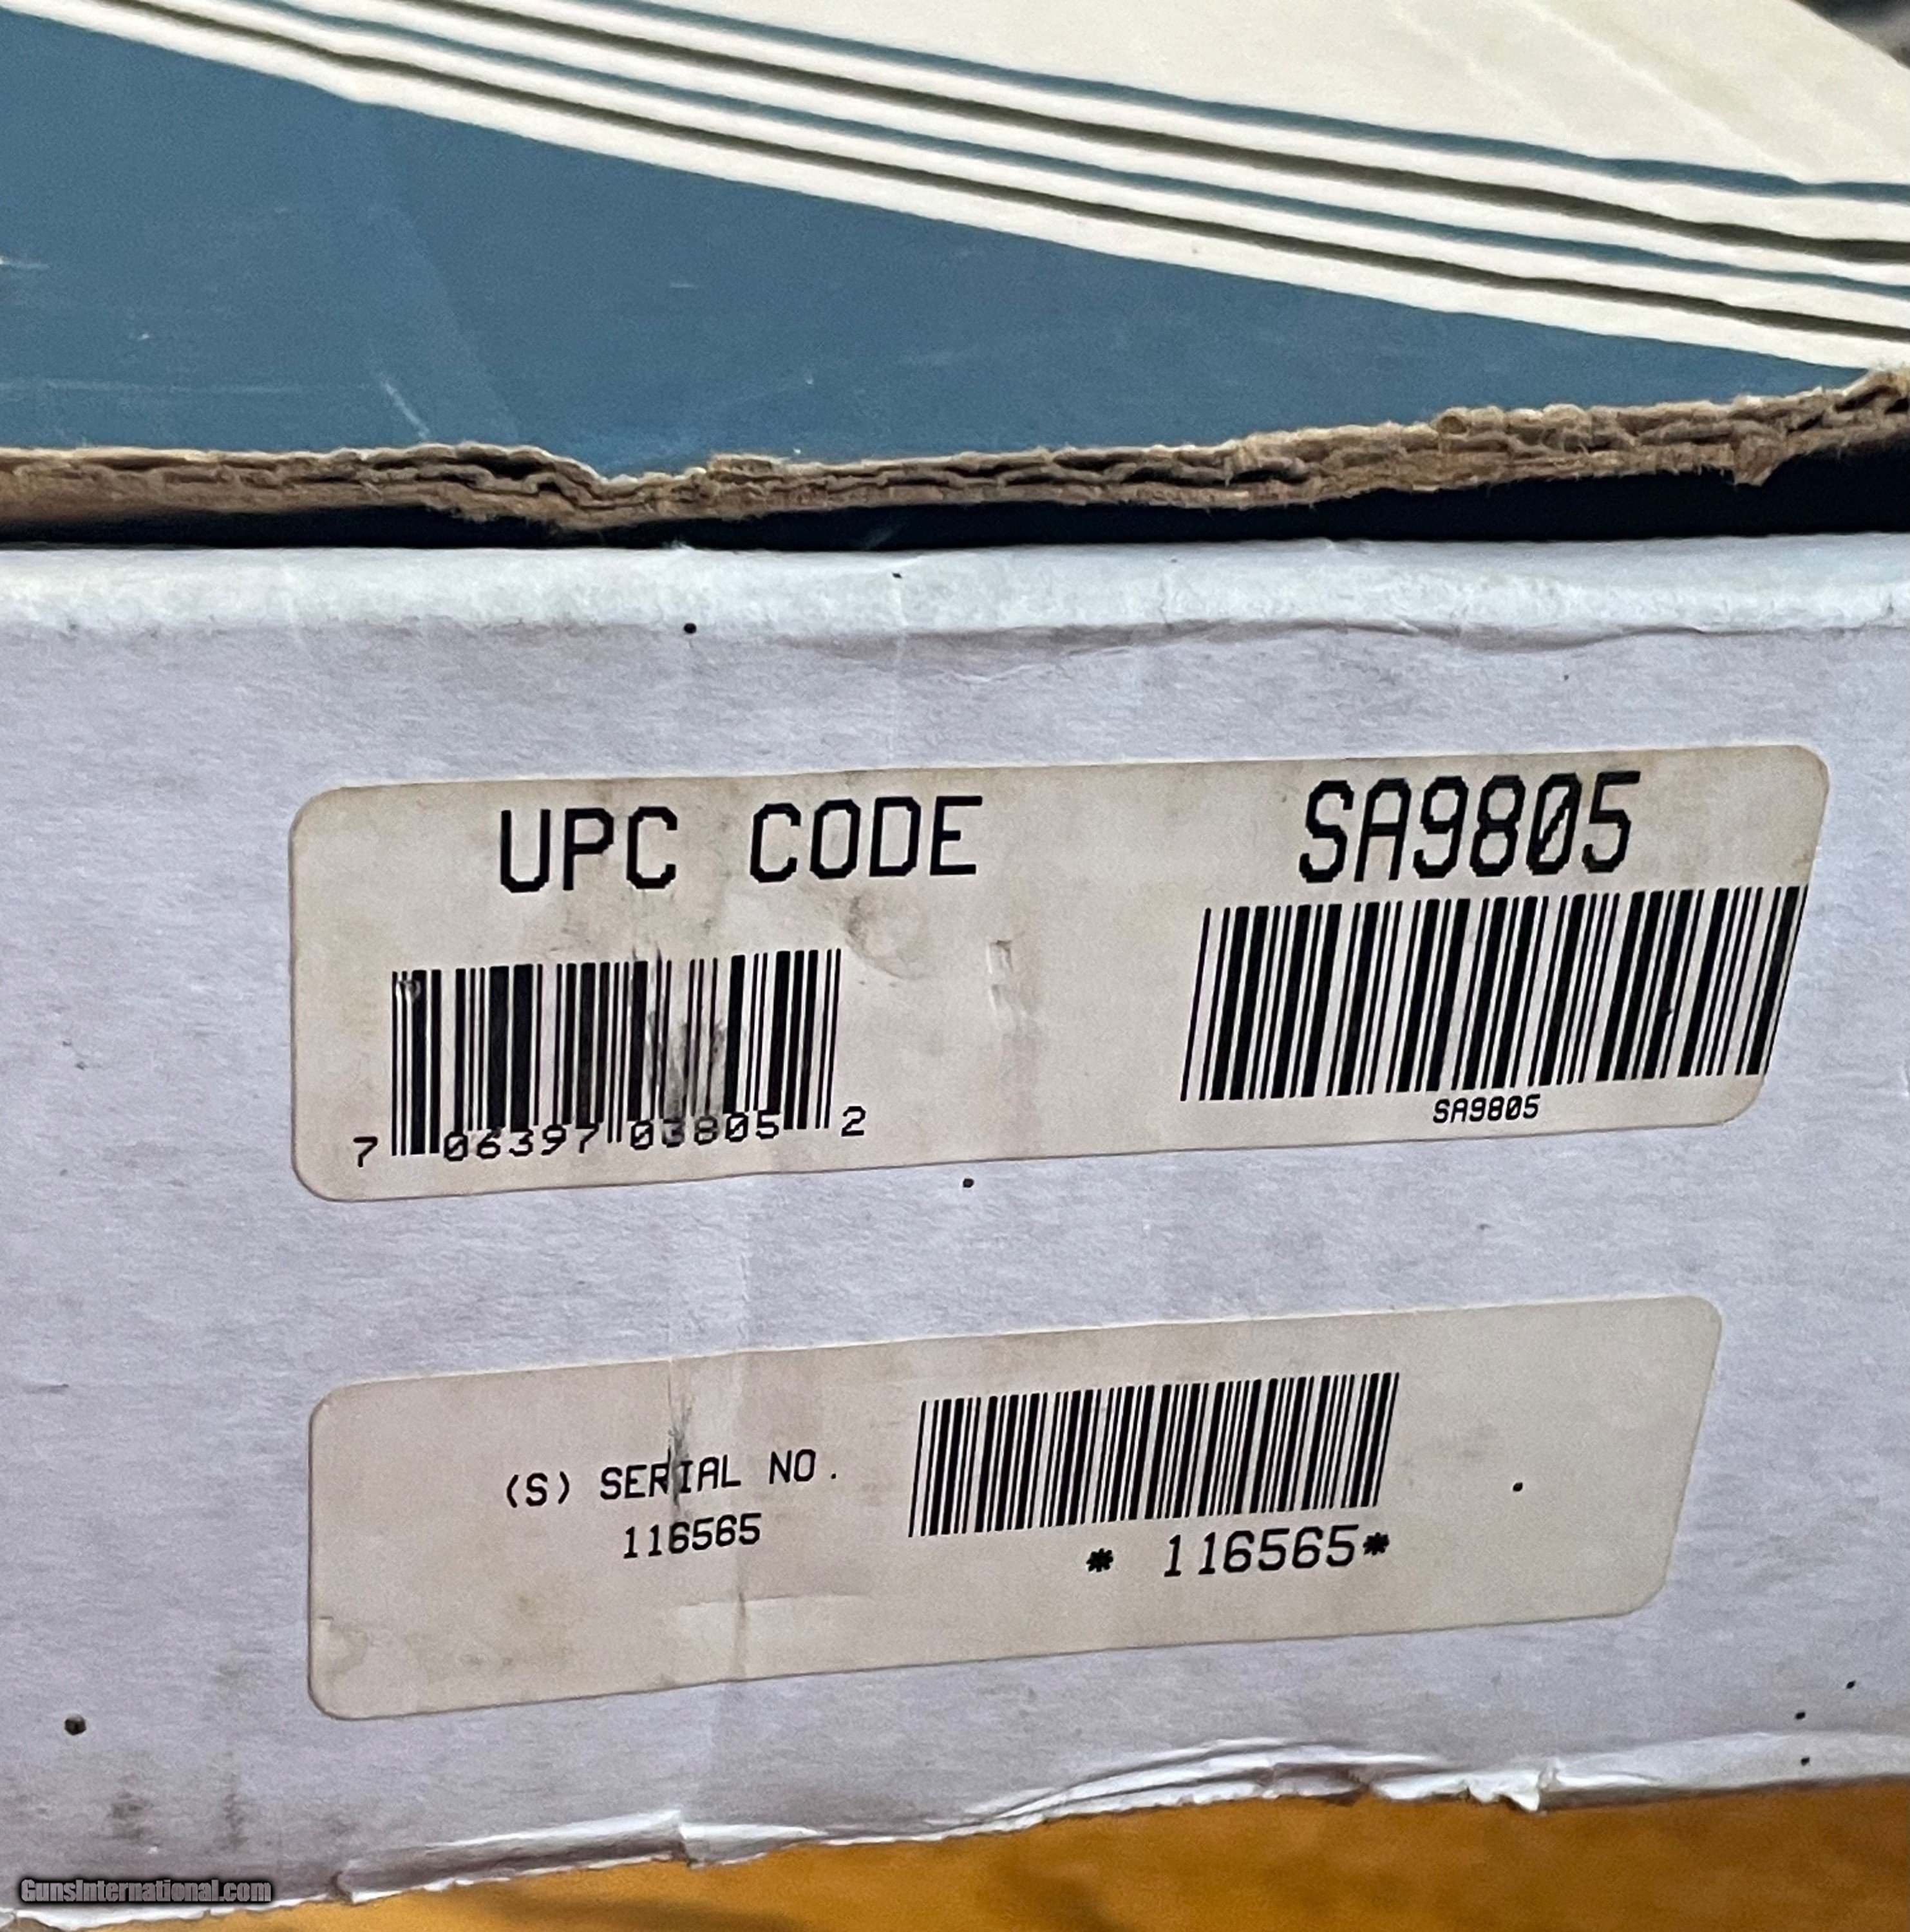 UPC CODE
SA9805
7 06397 03805 2
SA9805
(S) SERIAL NO.
116565
* 116565*
GunsInternational.com